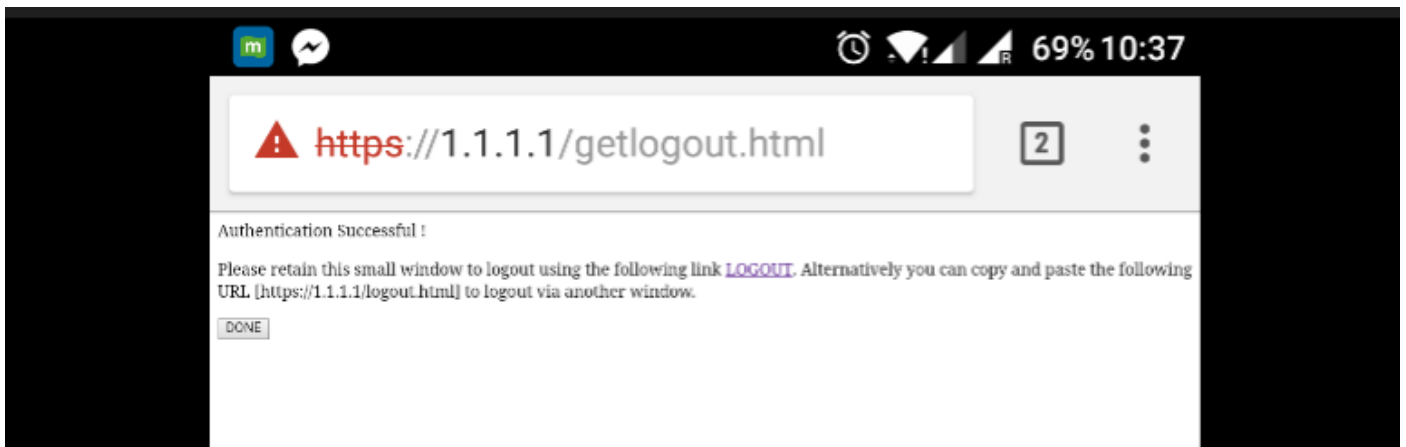 m
69% 10:37
R
https://1.1.1.1/getlogout.html
2
Authentication Successful !
Please retain this small window to logout using the following link LOGOUT. Alternatively you can copy and paste the following
URL [https://1.1.1.1/logout.html] to logout via another window.
DONE